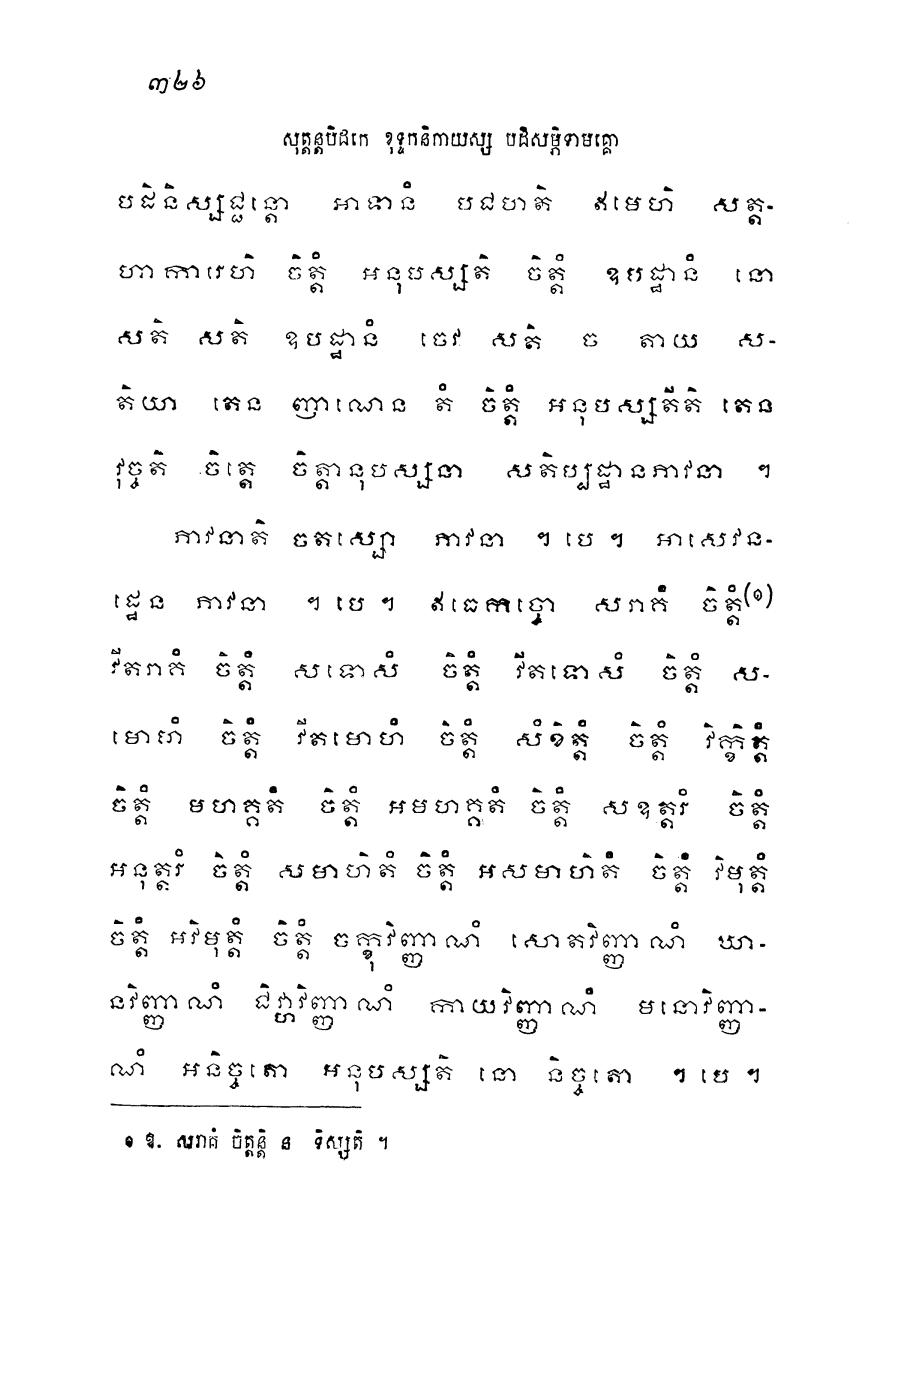 ៣២៦
សុត្តន្តបិដកេ ខុទ្ទកនិកាយស្ស បដិសម្ភិទាមគ្គោ
បដិនិស្សជ្ជន្តោ អាទានំ បជហាតិ ឥមេហិ សត្ត-
ហាការេហិ ចិត្តំ អនុបស្សតិ ចិត្តំ ឧបដ្ឋានំ នោ
សតិ សតិ ឧបដ្ឋានំ ចេវ សតិ ច តាយ ស-
តិយា តេន ញាណេន តំ ចិត្តំ អនុបស្សតីតិ តេន
វុច្ចតិ ចិត្តេ ចិត្តានុបស្សនា សតិប្បដ្ឋានភាវនា ។
ភាវនាតិ ចតស្សោ ភាវនា ។ បេ ។ អាសេវន-
ដ្ឋេន ភាវនា ។ បេ ។ ឥធេកច្ចោ សរាគំ ចិត្តំ(១)
វីតរាគំ ចិត្តំ សទោសំ ចិត្តំ វីតទោសំ ចិត្តំ ស-
មោហំ ចិត្តំ វីតមោហំ ចិត្តំ សំខិត្តំ ចិត្តំ វិក្ខិត្តំ
ចិត្តំ មហគ្គតំ ចិត្តំ អមហគ្គតំ ចិត្តំ សឧត្តរំ ចិត្តំ
អនុត្តរំ ចិត្តំ សមាហិតំ ចិត្តំ អសមាហិតំ ចិត្តំ វិមុត្តំ
ចិត្តំ អវិមុត្តំ ចិត្តំ ចក្ខុវិញ្ញាណំ សោតវិញ្ញាណំ ឃា-
នវិញ្ញាណំ ជិវ្ហាវិញ្ញាណំ កាយវិញ្ញាណំ មនោវិញ្ញា-
ណំ អនិច្ចតោ អនុបស្សតិ នោ និច្ចតោ ។ បេ ។
១ ឱ. សរាគំ ចិត្តន្តិ ន ទិស្សតិ ។